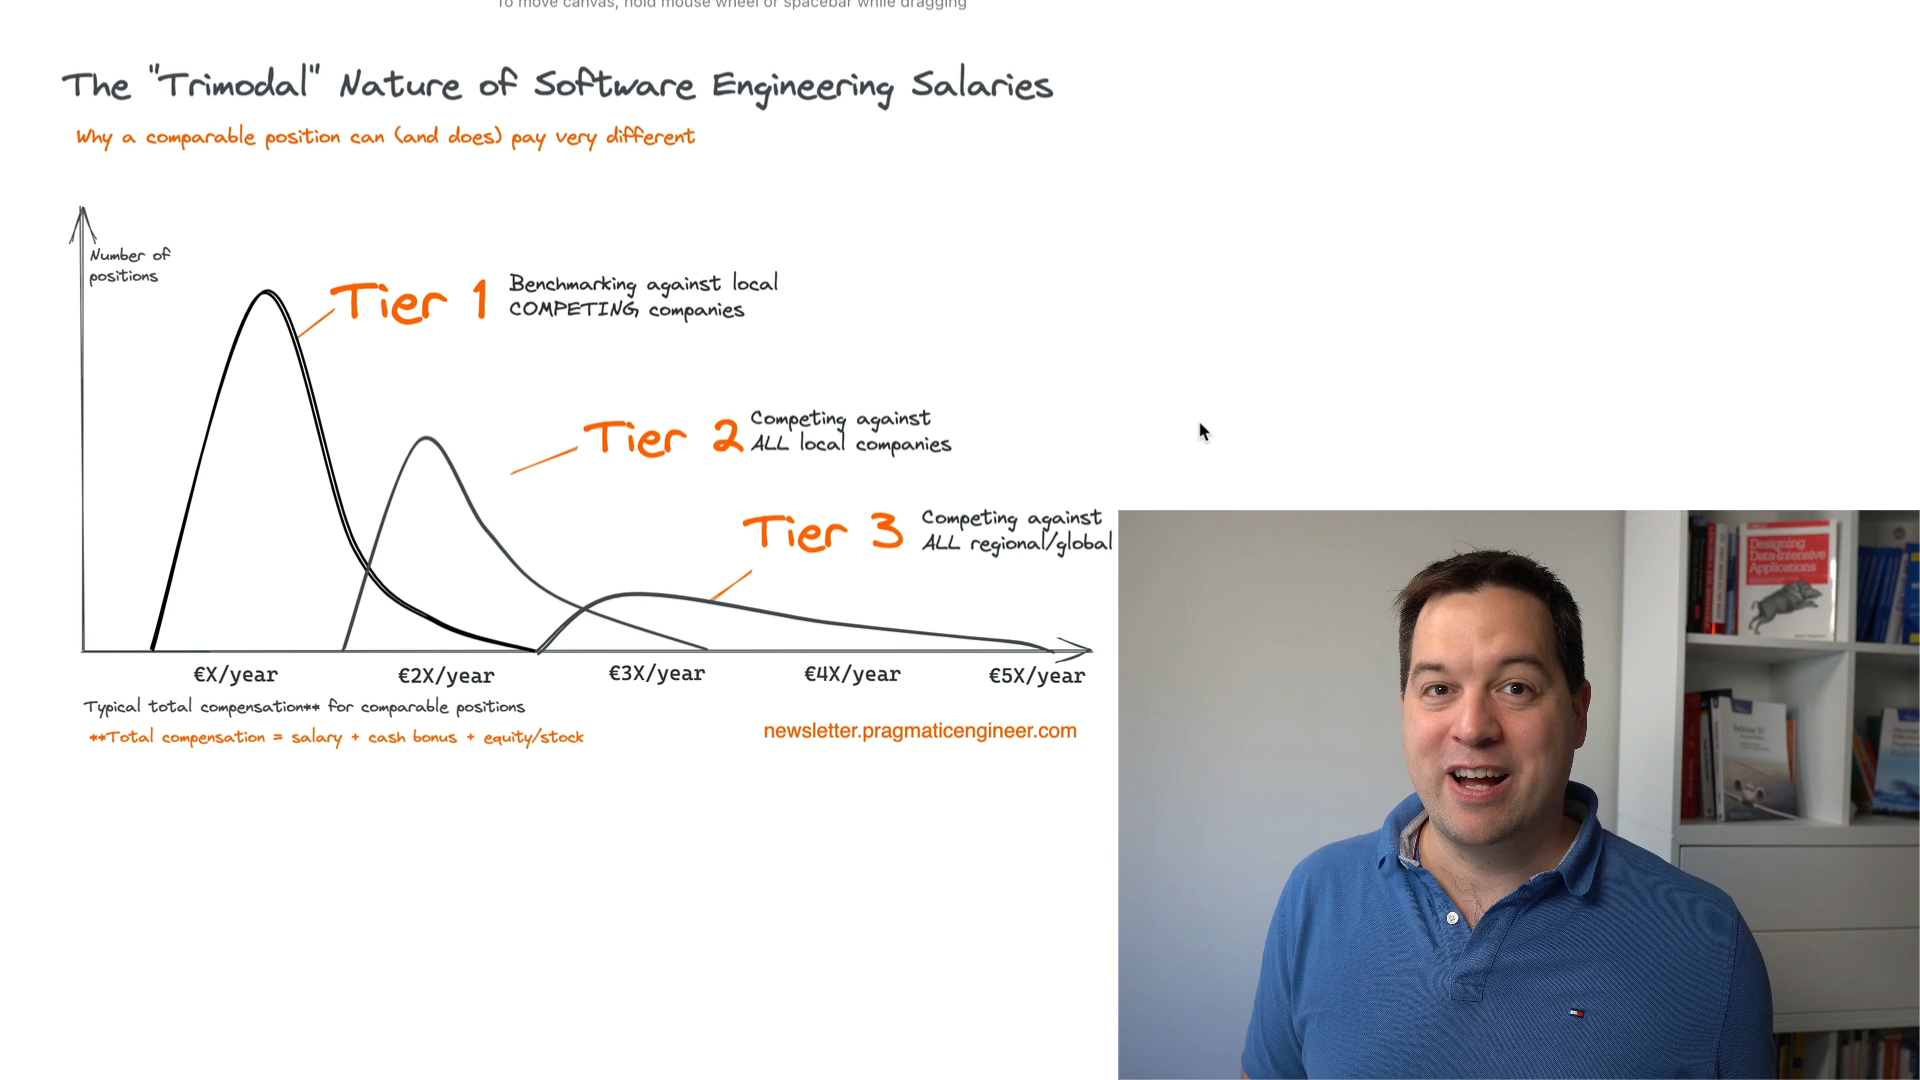 To move canvas, hold mouse wheel or spacebar while dragging
The "Trimodal" Nature of Software Engineering Salaries
Why a comparable position can (and does) pay very different
Number of
positions
Tier 1
Benchmarking against local
COMPETING companies
Tier 2
Competing against
ALL local companies
Tier 3
Competing against
ALL regional/global
€X/year
€2X/year
€3X/year
€4X/year
€5X/year
Typical total compensation** for comparable positions
**Total compensation = salary + cash bonus + equity/stock
newsletter.pragmaticengineer.com
Designing
Data-Intensive
Applications
Release It!